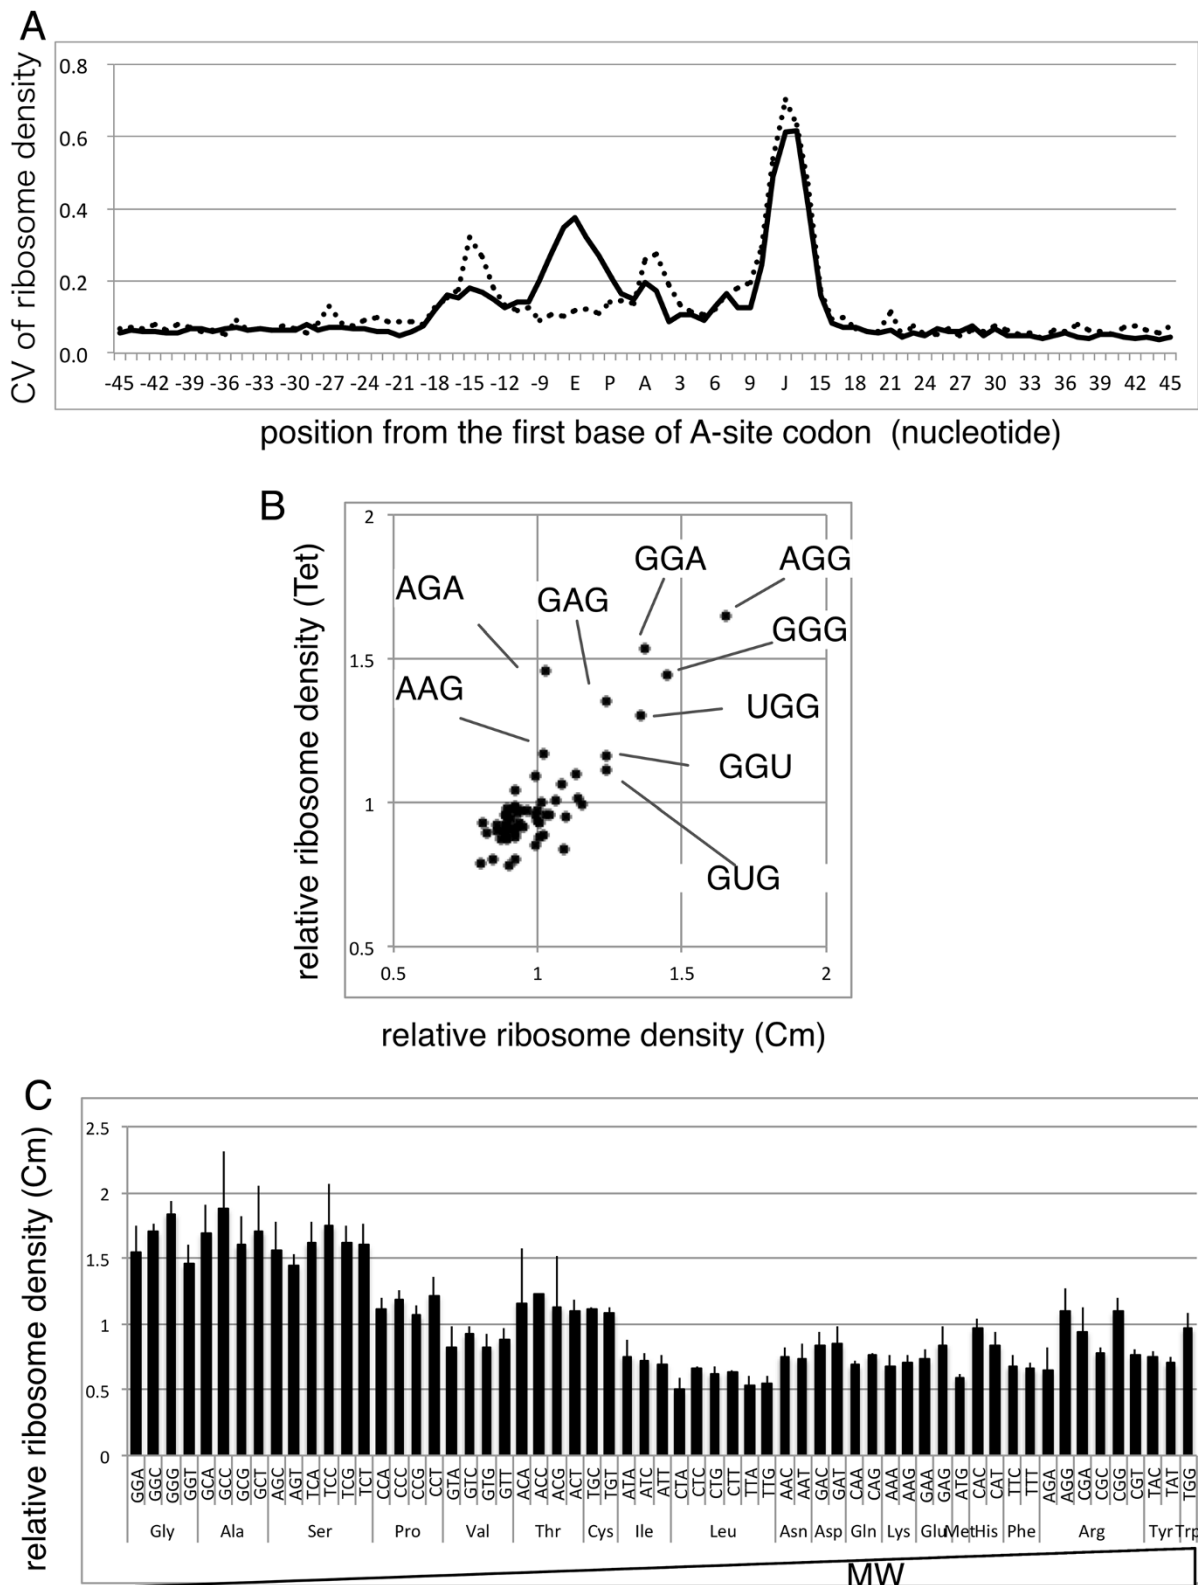 A
CV of ribosome density
0.8
0.6
0.4
0.2
0.0
-45 -42 -39 -36 -33 -30 -27 -24 -21 -18 -15 -12 -9 E P A 3 6 9 J 15 18 21 24 27 30 33 36 39 42 45
position from the first base of A-site codon (nucleotide)
B
relative ribosome density (Tet)
2
1.5
1
0.5
AGA
GAG
GGA
AGG
GGG
AAG
UGG
GGU
GUG
0.5 1 1.5 2
relative ribosome density (Cm)
C
relative ribosome density (Cm)
2.5
2
1.5
1
0.5
0
GGA GGC GGG GGT GCA GCC GCG GCT AGC AGT TCA TCC TCG TCT CCA CCC CCG CCT GTA GTC GTG GTT ACA ACC ACG ACT TGC TGT ATA ATC ATT CTA CTC CTG CTT TTA TTG AAC AAT GAC GAT CAA CAG AAA AAG GAA GAG ATG CAC CAT TTC TTT AGA AGG CGA CGC CGG CGT TAC TAT TGG
Gly Ala Ser Pro Val Thr Cys Ile Leu Asn Asp Gln Lys Glu Met His Phe Arg Tyr Trp
MW